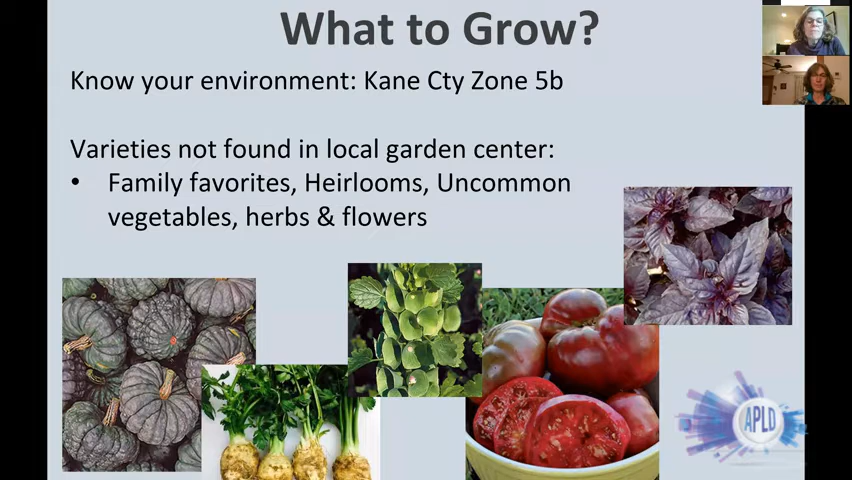 What to Grow?
Know your environment: Kane Cty Zone 5b
Varieties not found in local garden center:
• Family favorites, Heirlooms, Uncommon
vegetables, herbs & flowers
APLD